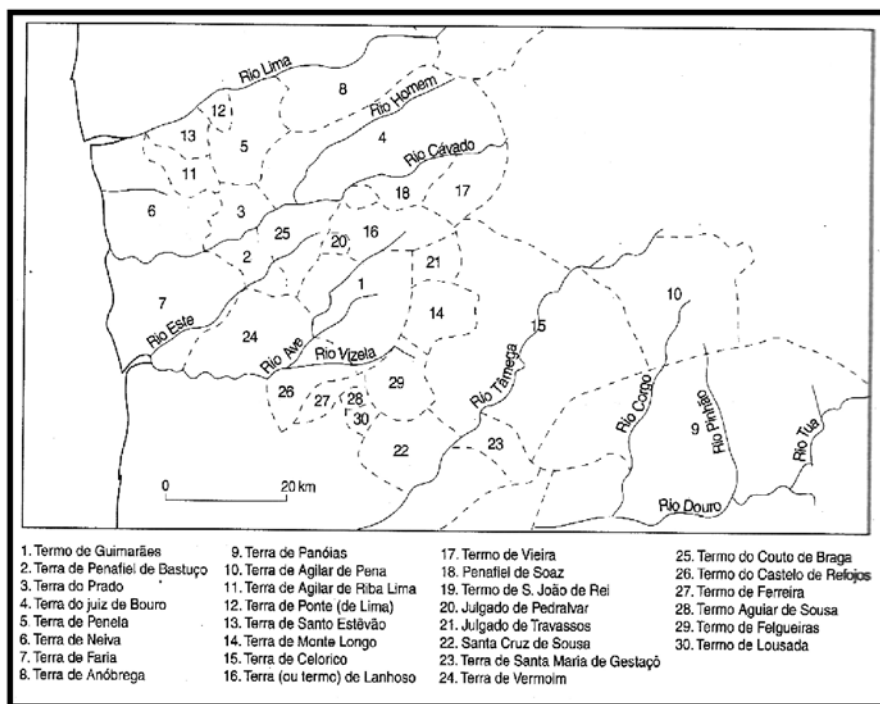 Rio Lima
12
8
Rio Homem
13
5
4
11
Rio Cávado
18
17
6
3
25
20
16
2
21
1
7
10
14
15
Rio Este
24
Rio Ave
Rio Vizela
Rio Tâmega
29
26
28
27
30
Rio Corgo
Rio Pinhão
9
Rio Tua
22
23
0
20 km
Rio Douro
1. Termo de Guimarães
2. Terra de Penafiel de Bastuço
3. Terra do Prado
4. Terra do juiz de Bouro
5. Terra de Penela
6. Terra de Neiva
7. Terra de Faria
8. Terra de Anóbrega
9. Terra de Panóias
10. Terra de Agilar de Pena
11. Terra de Agilar de Riba Lima
12. Terra de Ponte (de Lima)
13. Terra de Santo Estêvão
14. Terra de Monte Longo
15. Terra de Celorico
16. Terra (ou termo) de Lanhoso
17. Termo de Vieira
18. Penafiel de Soaz
19. Termo de S. João de Rei
20. Julgado de Pedralvar
21. Julgado de Travassos
22. Santa Cruz de Sousa
23. Terra de Santa Maria de Gestaçô
24. Terra de Vermoim
25. Termo do Couto de Braga
26. Termo do Castelo de Refojos
27. Termo de Ferreira
28. Termo Aguiar de Sousa
29. Termo de Felgueiras
30. Termo de Lousada